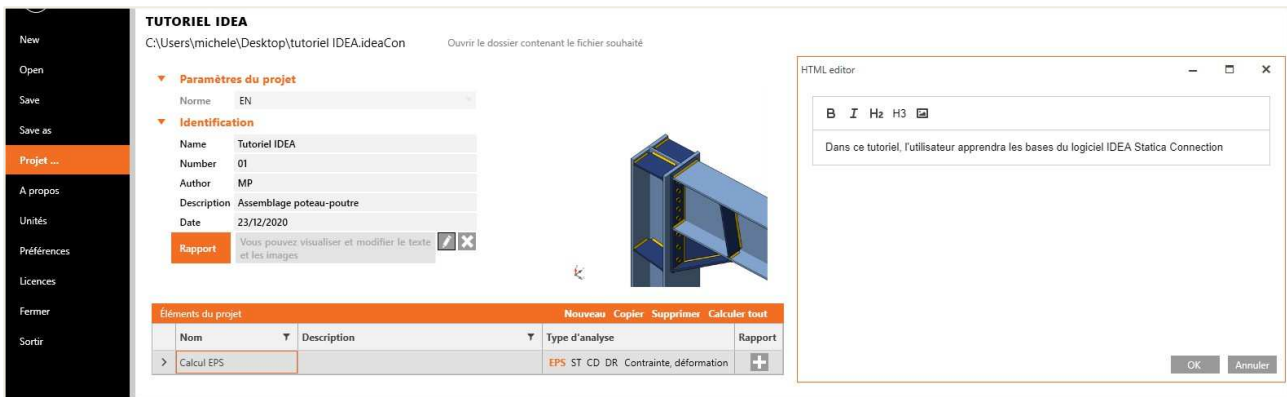 New
Open
Save
Save as
Projet ...
A propos
Unités
Préférences
Licences
Fermer
Sortir
TUTORIEL IDEA
C:\Users\michele\Desktop\tutoriel IDEA.ideaCon Ouvrir le dossier contenant le fichier souhaité
Paramètres du projet
Norme EN
Identification
Name Tutoriel IDEA
Number 01
Author MP
Description Assemblage poteau-poutre
Date 23/12/2020
Rapport Vous pouvez visualiser et modifier le texte
et les images
Éléments du projet Nouveau Copier Supprimer Calculer tout
Nom Description Type d'analyse Rapport
Calcul EPS EPS ST CD DR Contrainte, déformation
HTML editor
B I H2 H3
Dans ce tutoriel, l'utilisateur apprendra les bases du logiciel IDEA Statica Connection
OK Annuler